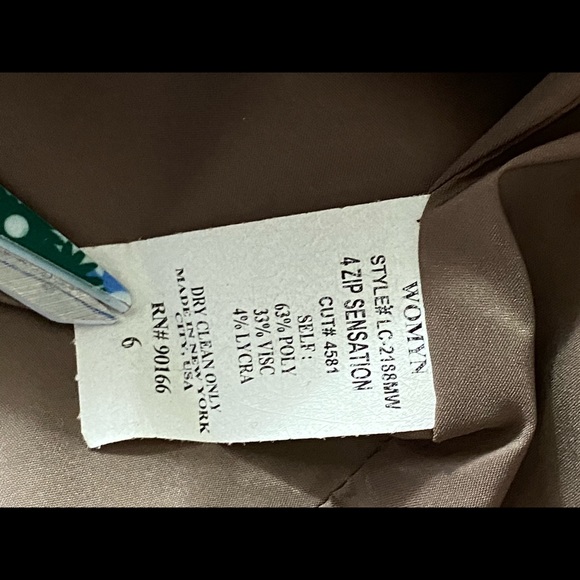 WOMYN
STYLE# LC-2188MW
4 ZIP SENSATION
CUT# 4581
SELF:
63% POLY
33% VISC
4% LYCRA
DRY CLEAN ONLY
MADE IN NEW YORK
CITY, USA
RN# 90166
6